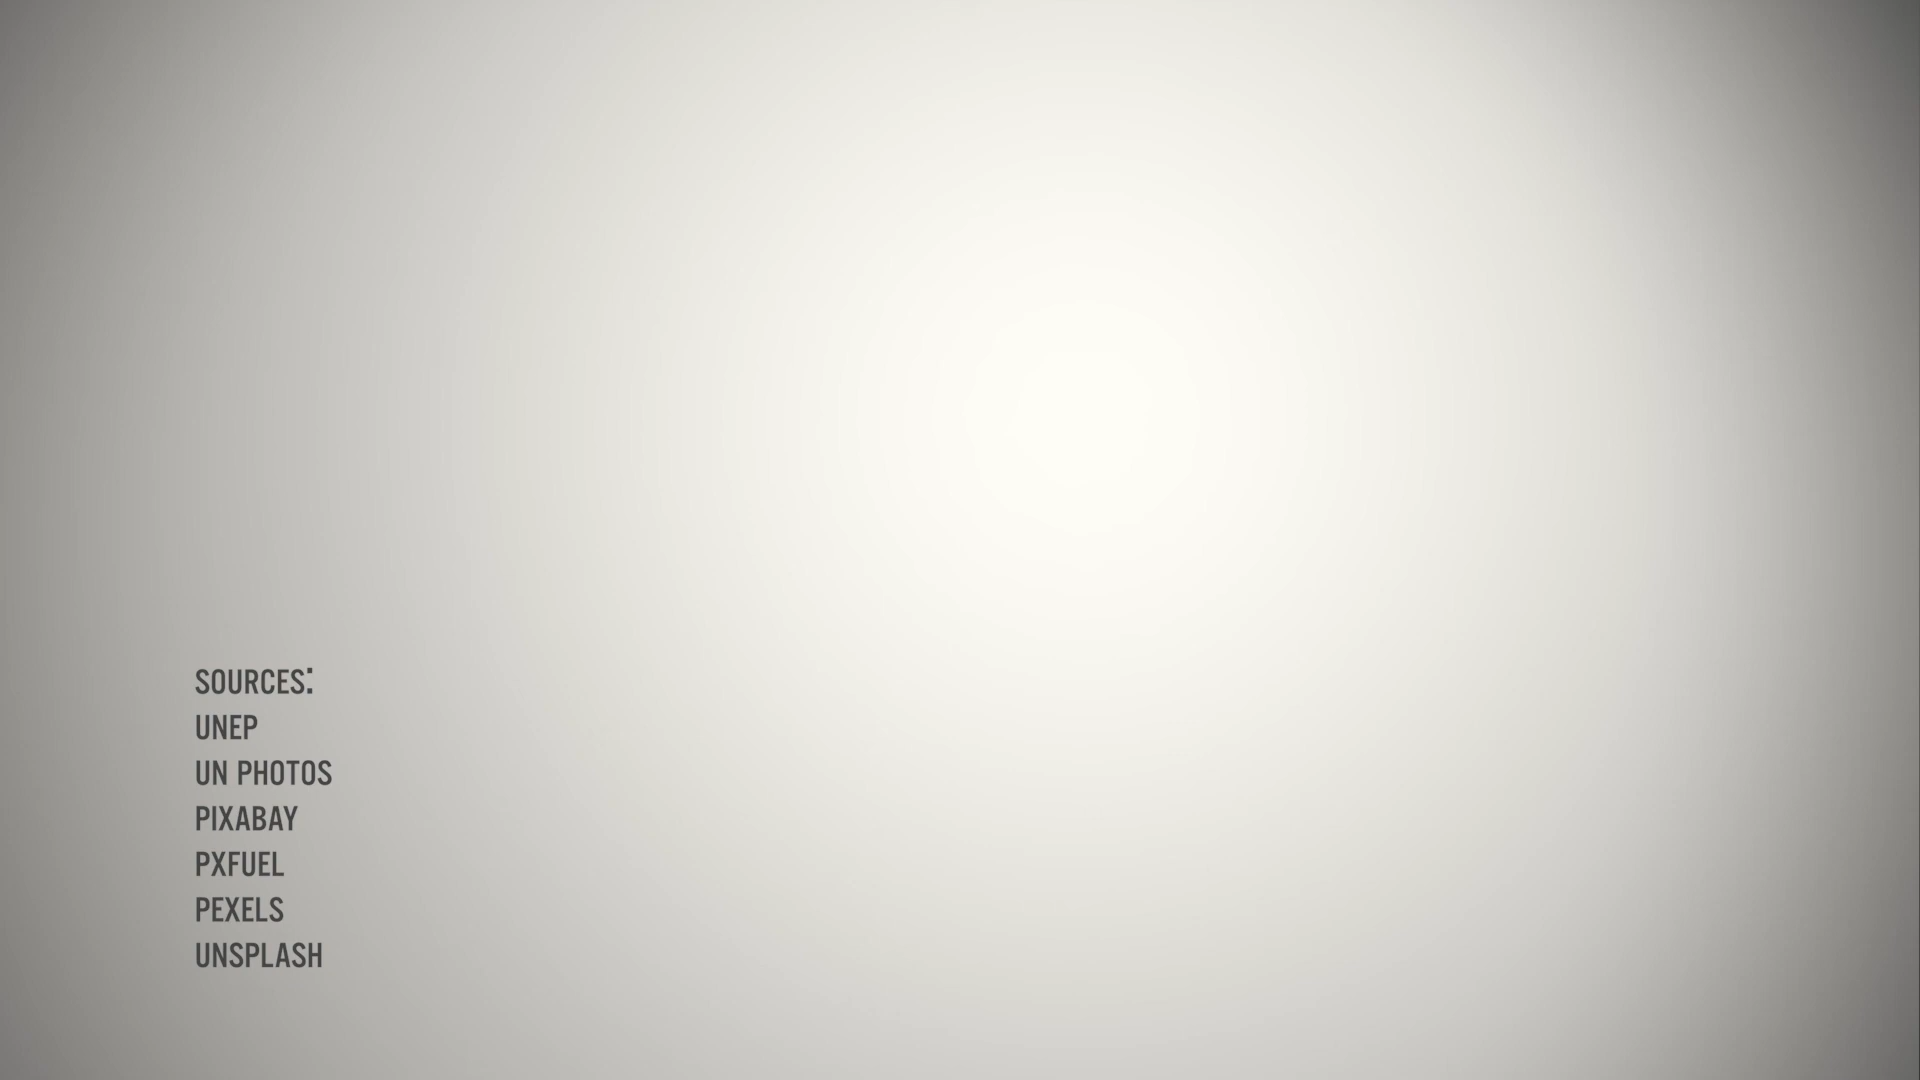 SOURCES:
UNEP
UN PHOTOS
PIXABAY
PXFUEL
PEXELS
UNSPLASH